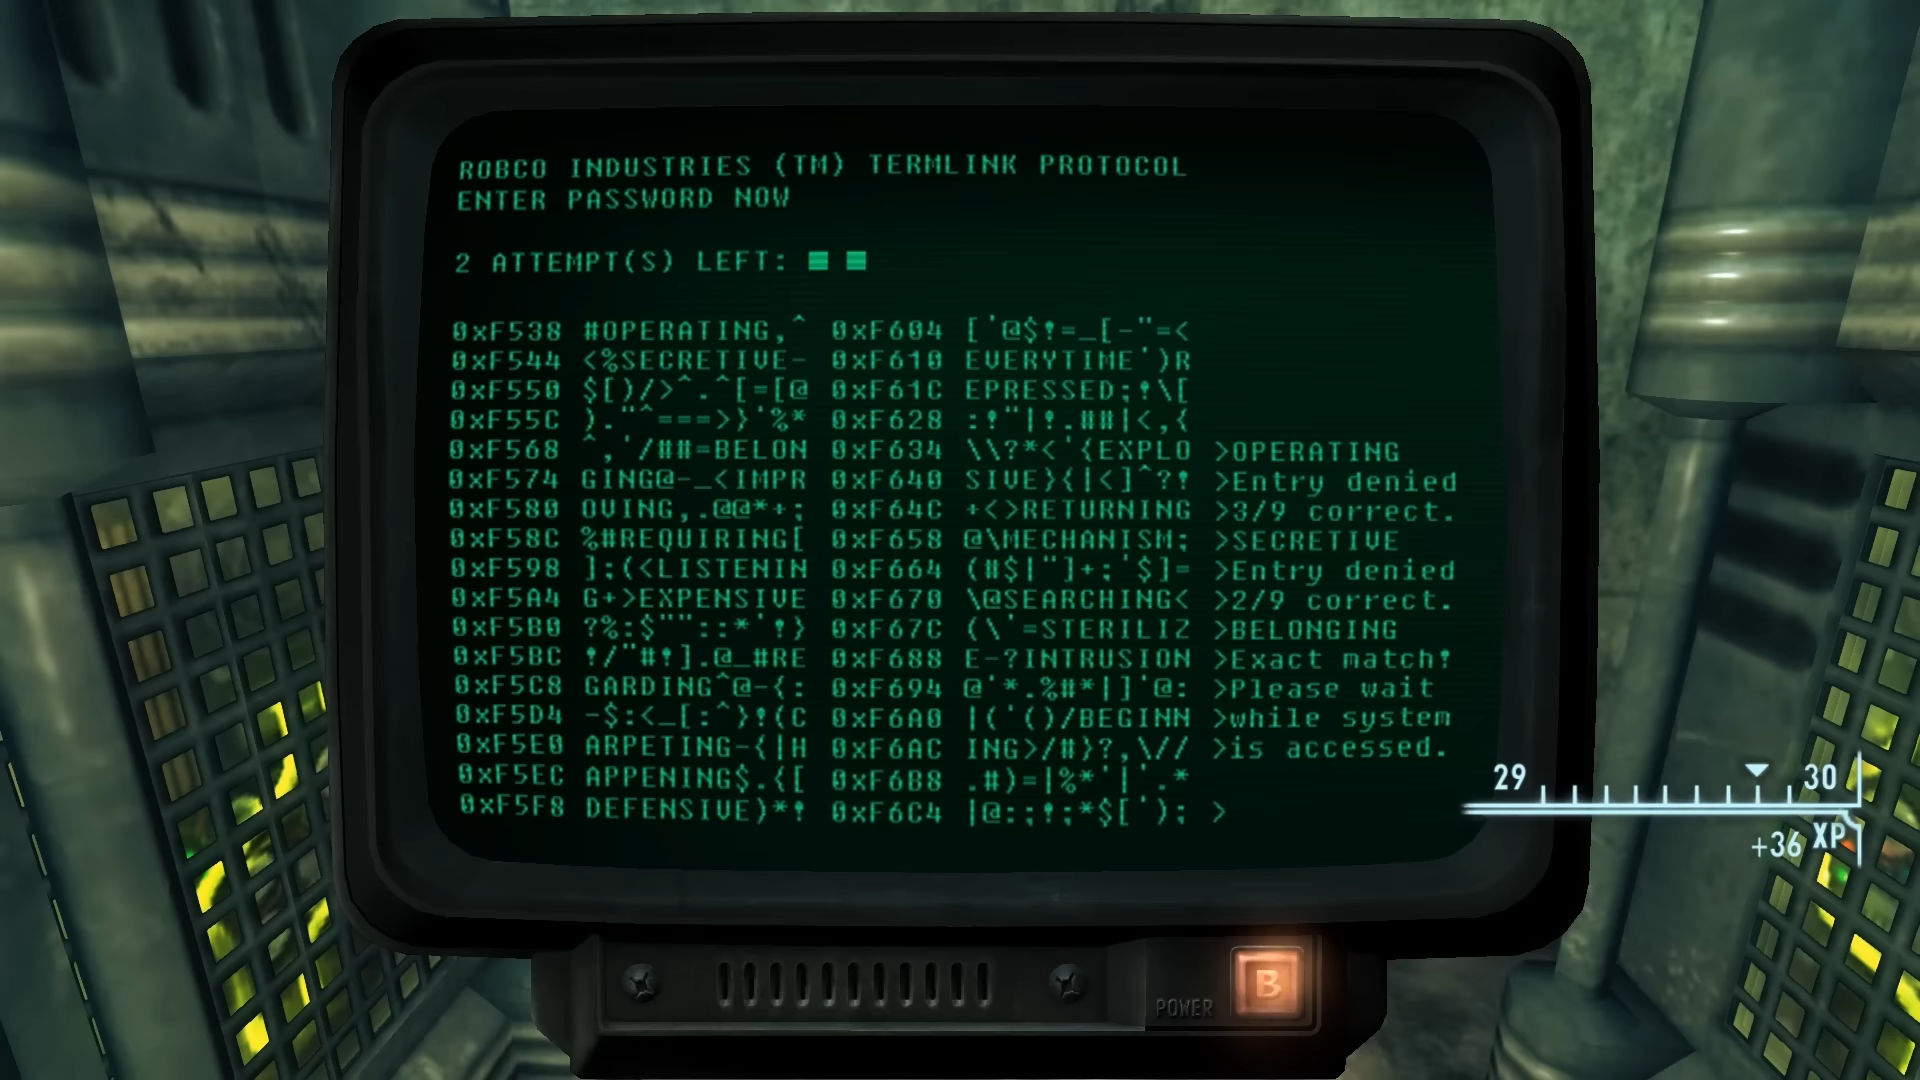 ROBCO INDUSTRIES (TM) TERMLINK PROTOCOL
ENTER PASSWORD NOW
2 ATTEMPT(S) LEFT: ■ ■
0xF538 #OPERATING,^ 0xF604 ['@$!=_[-"=<
0xF544 <%SECRETIVE- 0xF610 EVERYTIME')R
0xF550 $[)/>^.^[=[@ 0xF61C EPRESSED;!\[
0xF55C )."^===>}'%* 0xF628 :!"|!.##|<,{
0xF568 ^,'/##=BELON 0xF634 \\?*<'{EXPLO >OPERATING
0xF574 GING@-_<IMPR 0xF640 SIVE}{|<]^?! >Entry denied
0xF580 OVING,.@@*+; 0xF64C +<>RETURNING >3/9 correct.
0xF58C %#REQUIRING[ 0xF658 @\MECHANISM; >SECRETIVE
0xF598 ];(<LISTENIN 0xF664 (#$|"]+;'$]= >Entry denied
0xF5A4 G+>EXPENSIVE 0xF670 \@SEARCHING< >2/9 correct.
0xF5B0 ?%:$""::*'!} 0xF67C (\'=STERILIZ >BELONGING
0xF5BC !/"#!].@_#RE 0xF688 E-?INTRUSION >Exact match!
0xF5C8 GARDING^@-{: 0xF694 @'*.%#*|]'@: >Please wait
0xF5D4 -$:<_[:^}!(C 0xF6A0 |('()/BEGINN >while system
0xF5E0 ARPETING-{|H 0xF6AC ING>/#}?,\// >is accessed.
0xF5EC APPENING$.{[ 0xF6B8 .#)=|%*'|'.*
0xF5F8 DEFENSIVE)*! 0xF6C4 |@:;!;*$['); >
29 30
+36 XP
POWER
B